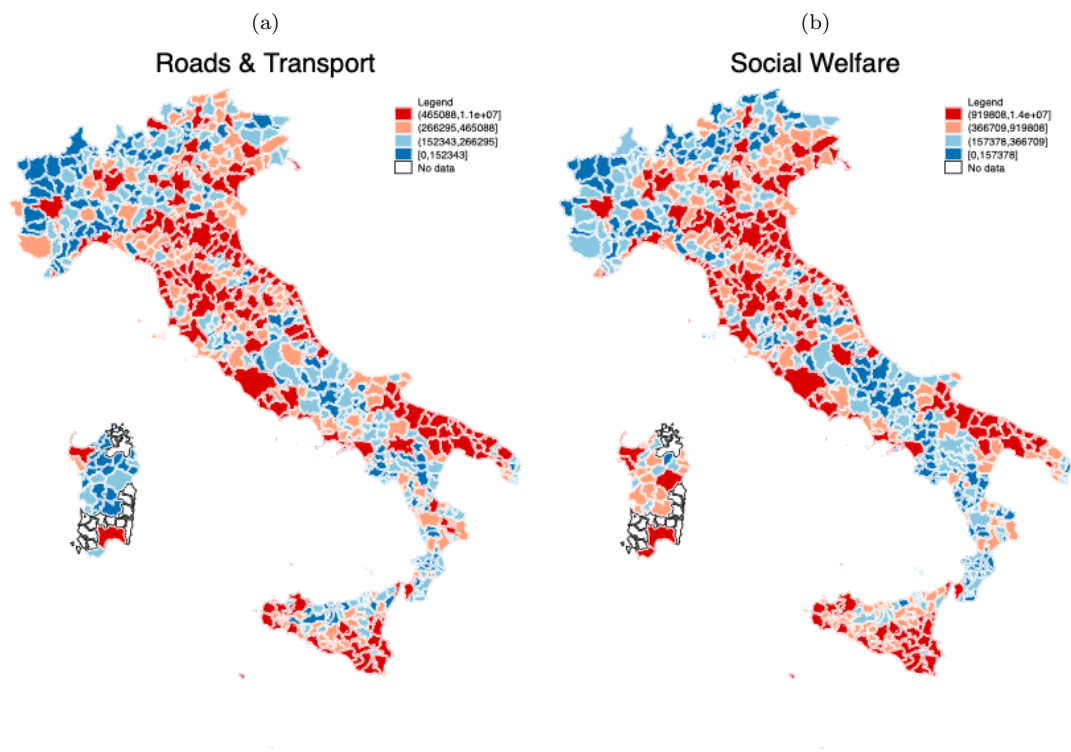 (a)
Roads & Transport
Legend
(465088,1.1e+07]
(266295,465088]
(152343,266295]
[0,152343]
No data
(b)
Social Welfare
Legend
(919808,1.4e+07]
(366709,919808]
(157378,366709]
[0,157378]
No data